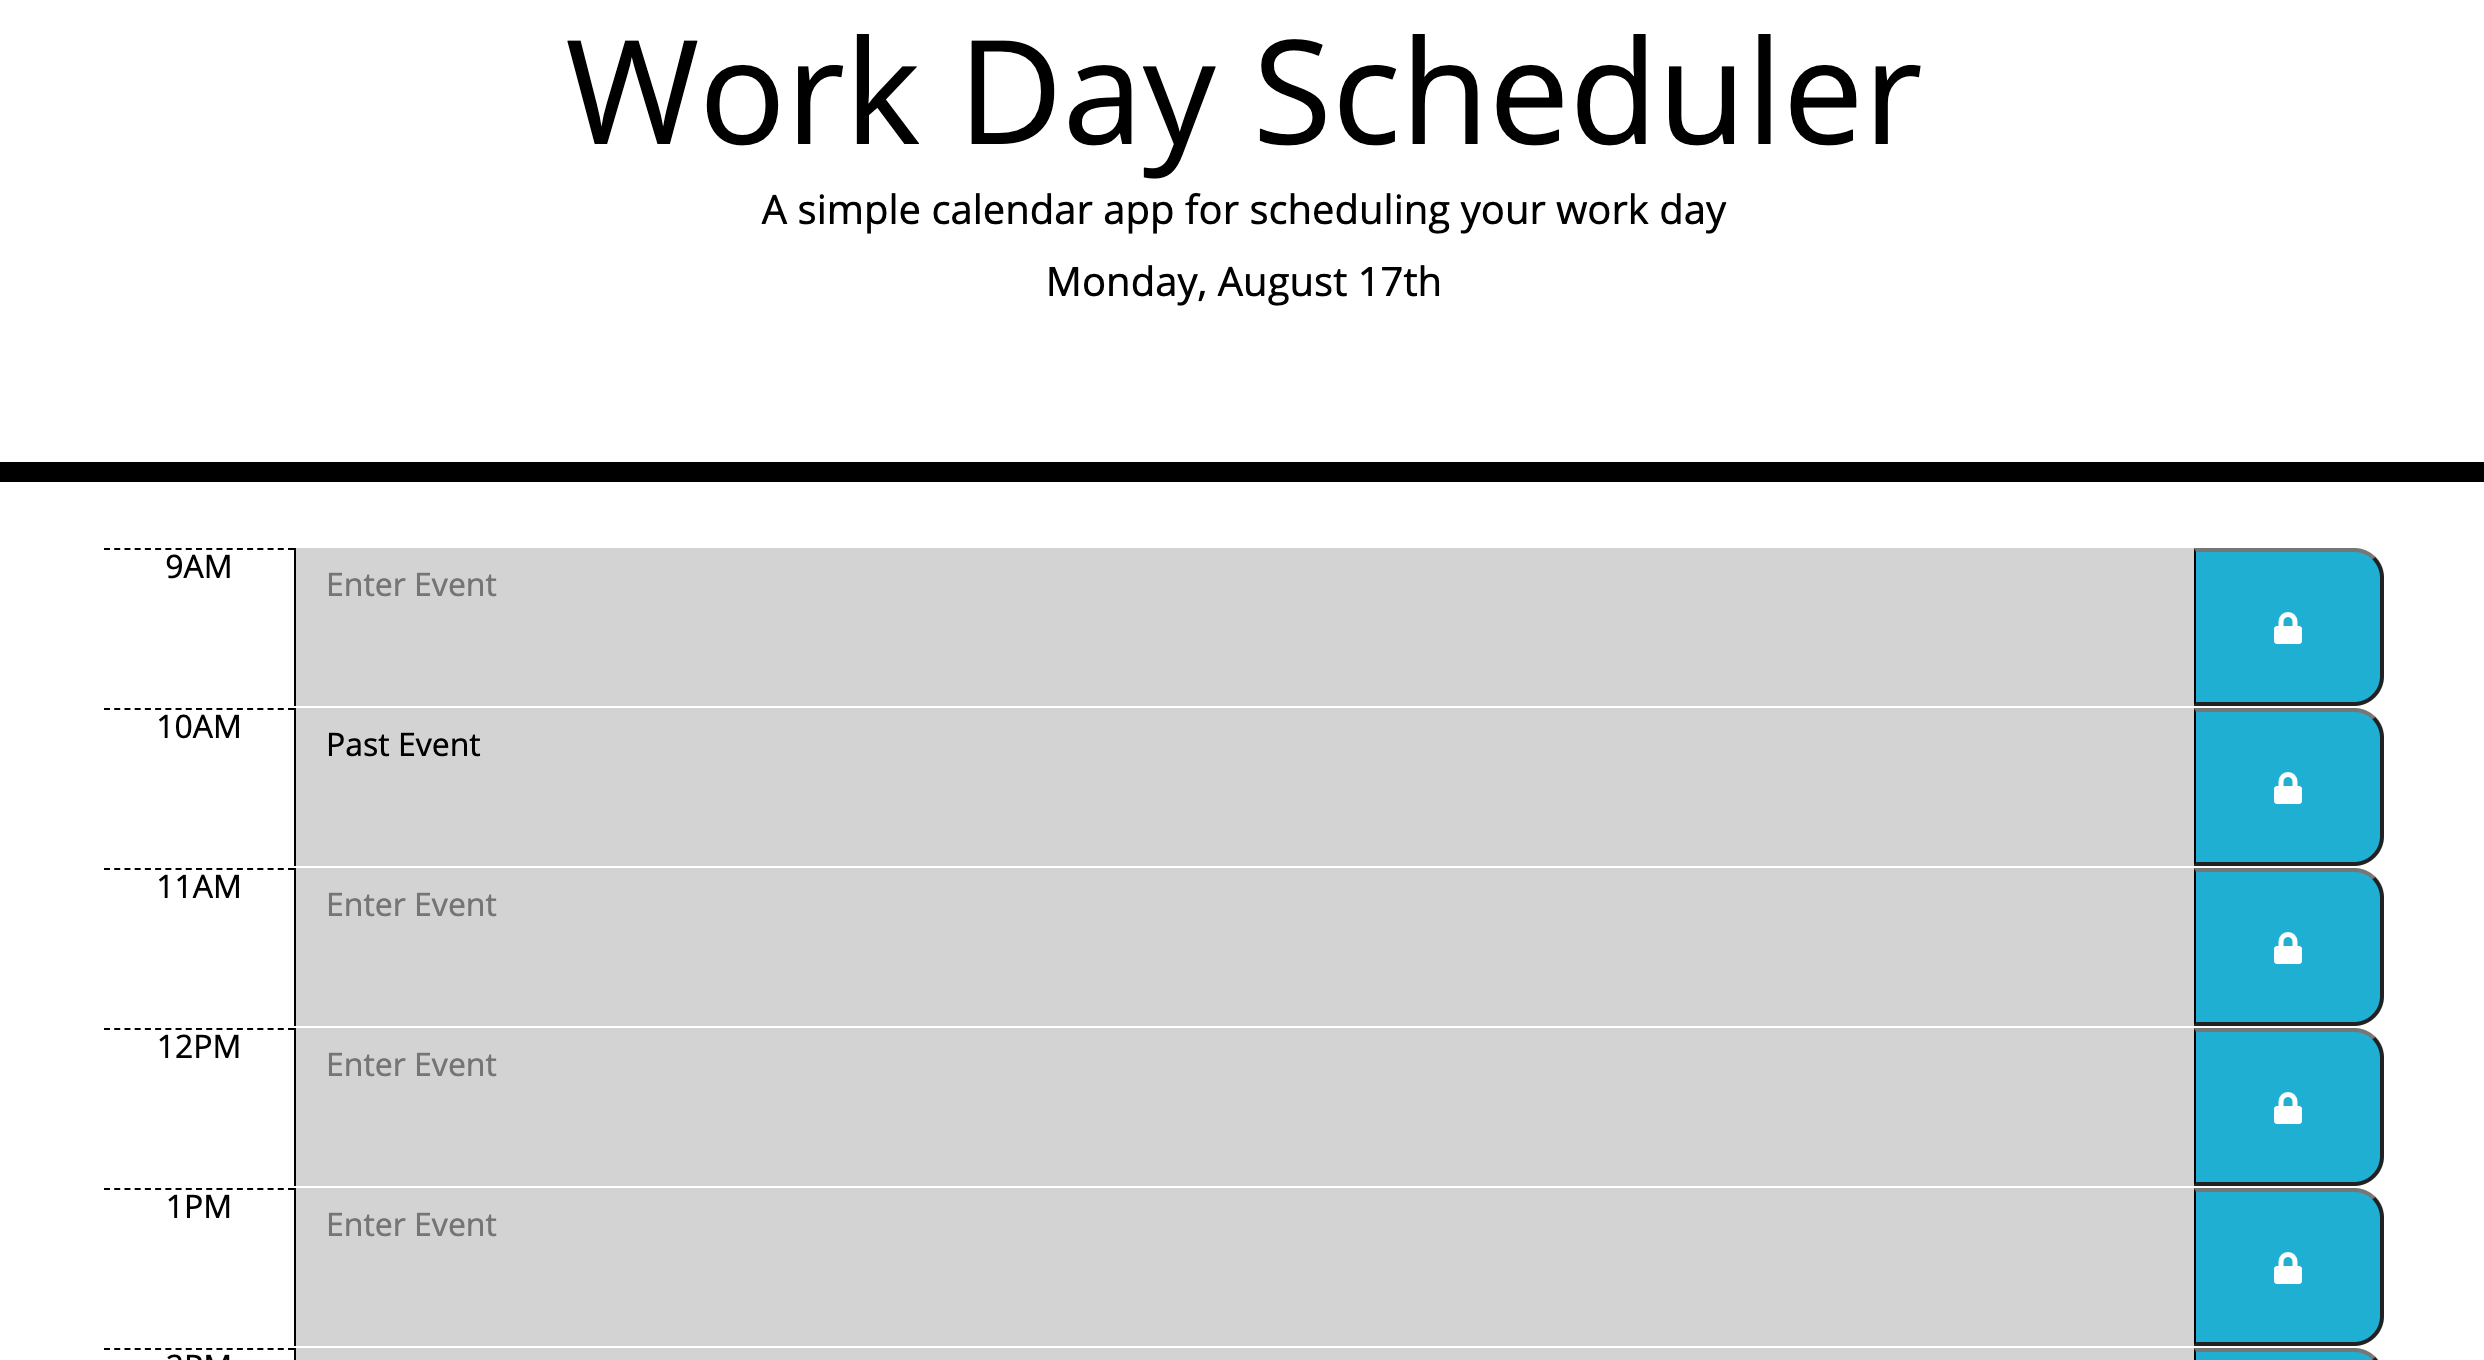 Work Day Scheduler
A simple calendar app for scheduling your work day
Monday, August 17th
9AM
Enter Event
10AM
Past Event
11AM
Enter Event
12PM
Enter Event
1PM
Enter Event